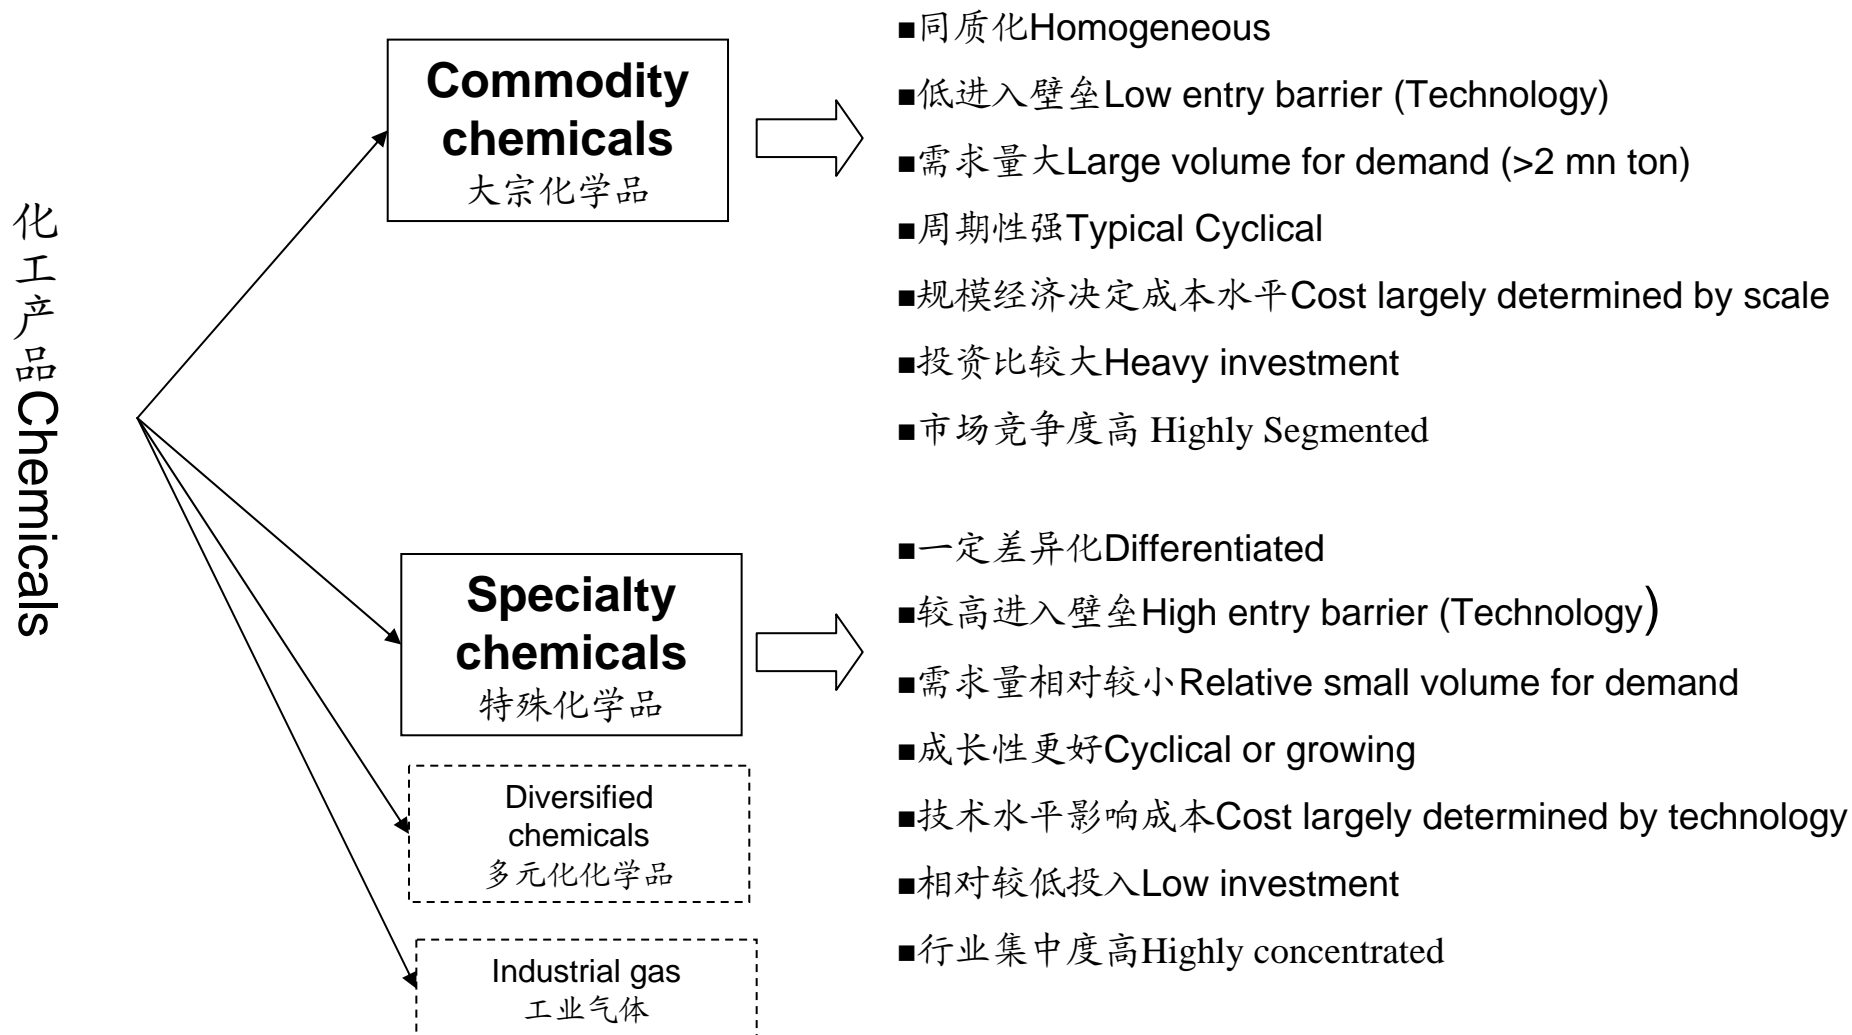 化工产品Chemicals
Commodity
chemicals
大宗化学品
■同质化Homogeneous
■低进入壁垒Low entry barrier (Technology)
■需求量大Large volume for demand (>2 mn ton)
■周期性强Typical Cyclical
■规模经济决定成本水平Cost largely determined by scale
■投资比较大Heavy investment
■市场竞争度高 Highly Segmented
Specialty
chemicals
特殊化学品
■一定差异化Differentiated
■较高进入壁垒High entry barrier (Technology)
■需求量相对较小Relative small volume for demand
■成长性更好Cyclical or growing
■技术水平影响成本Cost largely determined by technology
■相对较低投入Low investment
■行业集中度高Highly concentrated
Diversified
chemicals
多元化化学品
Industrial gas
工业气体